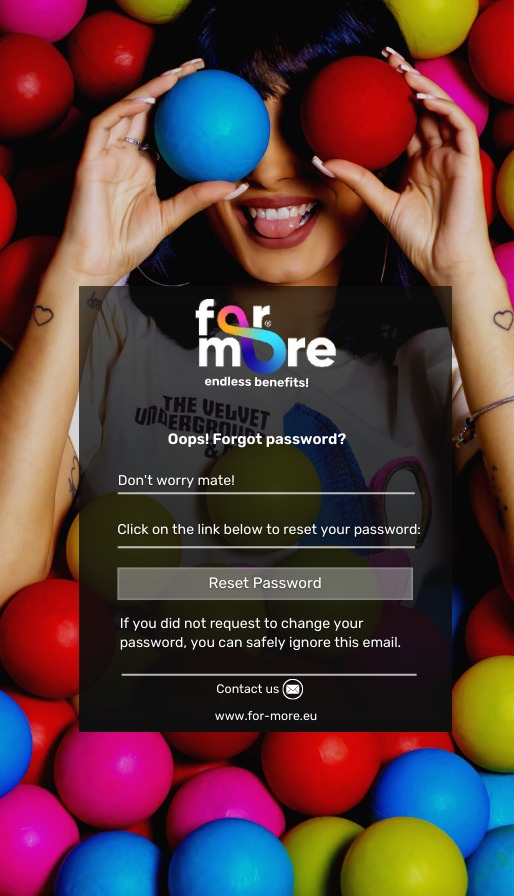 for
more®
endless benefits!
THE VELVET
UNDERGROUND
&
Oops! Forgot password?
Don't worry mate!
Click on the link below to reset your password:
Reset Password
If you did not request to change your
password, you can safely ignore this email.
Contact us
www.for-more.eu